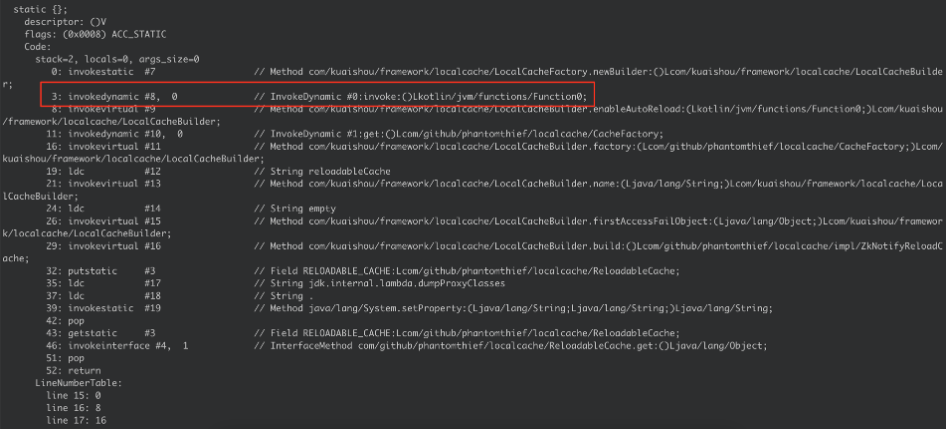 static {};
descriptor: ()V
flags: (0x0008) ACC_STATIC
Code:
stack=2, locals=0, args_size=0
0: invokestatic #7 // Method com/kuaishou/framework/localcache/LocalCacheFactory.newBuilder:()Lcom/kuaishou/framework/localcache/LocalCacheBuilde
r;
3: invokedynamic #8, 0 // InvokeDynamic #0:invoke:()Lkotlin/jvm/functions/Function0;
8: invokevirtual #9 // Method com/kuaishou/framework/localcache/LocalCacheBuilder.enableAutoReload:(Lkotlin/jvm/functions/Function0;)Lcom/kuaishou
/framework/localcache/LocalCacheBuilder;
11: invokedynamic #10, 0 // InvokeDynamic #1:get:()Lcom/github/phantomthief/localcache/CacheFactory;
16: invokevirtual #11 // Method com/kuaishou/framework/localcache/LocalCacheBuilder.factory:(Lcom/github/phantomthief/localcache/CacheFactory;)Lcom/
kuaishou/framework/localcache/LocalCacheBuilder;
19: ldc #12 // String reloadableCache
21: invokevirtual #13 // Method com/kuaishou/framework/localcache/LocalCacheBuilder.name:(Ljava/lang/String;)Lcom/kuaishou/framework/localcache/Loca
lCacheBuilder;
24: ldc #14 // String empty
26: invokevirtual #15 // Method com/kuaishou/framework/localcache/LocalCacheBuilder.firstAccessFailObject:(Ljava/lang/Object;)Lcom/kuaishou/framewor
k/localcache/LocalCacheBuilder;
29: invokevirtual #16 // Method com/kuaishou/framework/localcache/LocalCacheBuilder.build:()Lcom/github/phantomthief/localcache/impl/ZkNotifyReloadC
ache;
32: putstatic #3 // Field RELOADABLE_CACHE:Lcom/github/phantomthief/localcache/ReloadableCache;
35: ldc #17 // String jdk.internal.lambda.dumpProxyClasses
37: ldc #18 // String .
39: invokestatic #19 // Method java/lang/System.setProperty:(Ljava/lang/String;Ljava/lang/String;)Ljava/lang/String;
42: pop
43: getstatic #3 // Field RELOADABLE_CACHE:Lcom/github/phantomthief/localcache/ReloadableCache;
46: invokeinterface #4, 1 // InterfaceMethod com/github/phantomthief/localcache/ReloadableCache.get:()Ljava/lang/Object;
51: pop
52: return
LineNumberTable:
line 15: 0
line 16: 8
line 17: 16